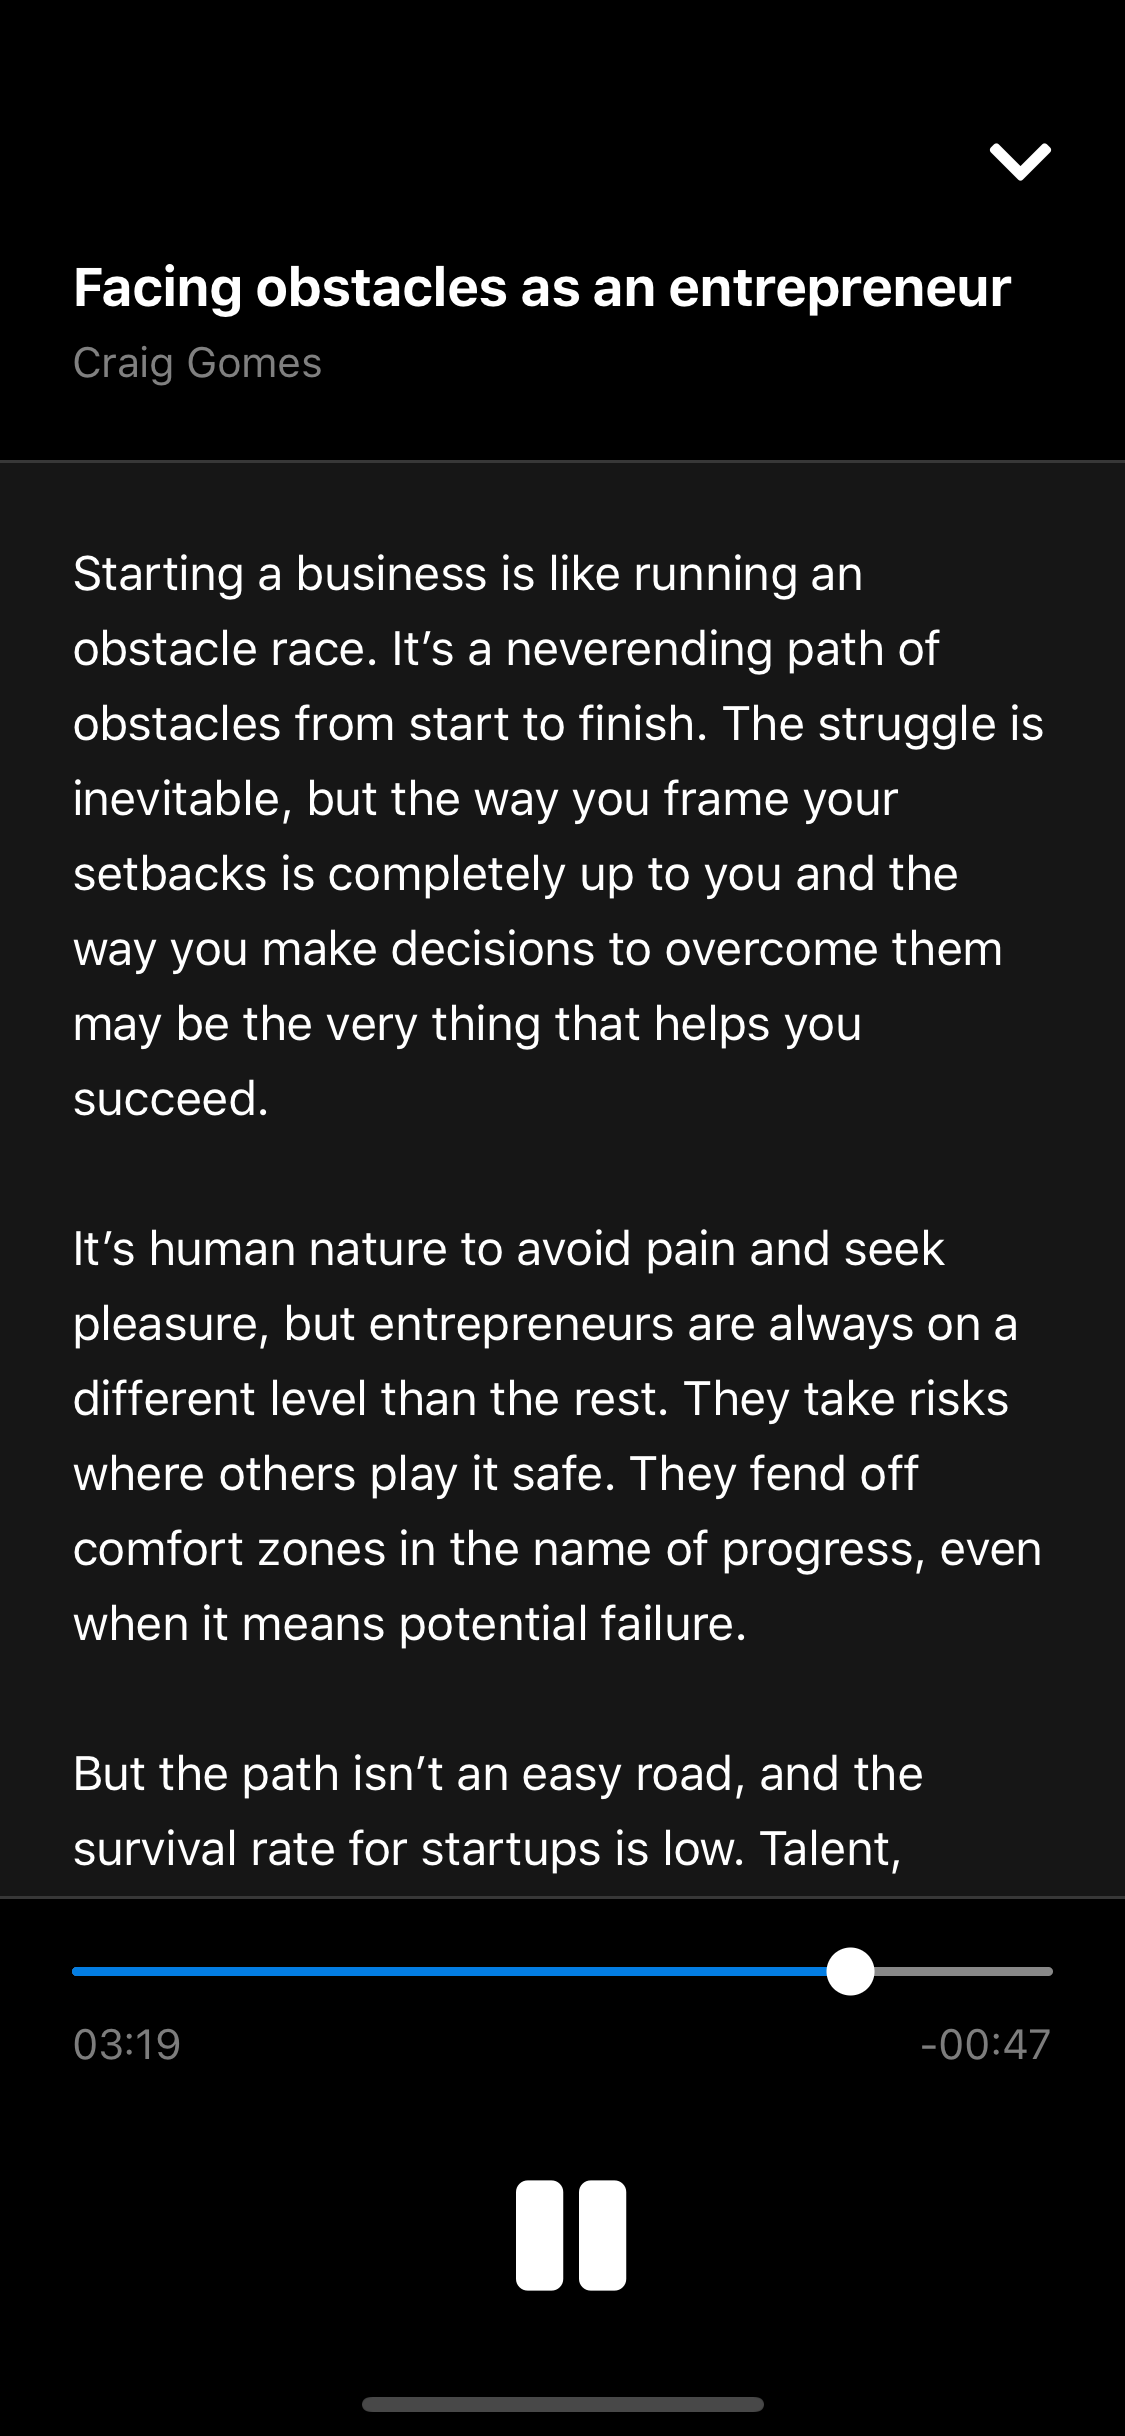 Facing obstacles as an entrepreneur
Craig Gomes
Starting a business is like running an
obstacle race. It’s a neverending path of
obstacles from start to finish. The struggle is
inevitable, but the way you frame your
setbacks is completely up to you and the
way you make decisions to overcome them
may be the very thing that helps you
succeed.
It’s human nature to avoid pain and seek
pleasure, but entrepreneurs are always on a
different level than the rest. They take risks
where others play it safe. They fend off
comfort zones in the name of progress, even
when it means potential failure.
But the path isn’t an easy road, and the
survival rate for startups is low. Talent,
03:19
-00:47